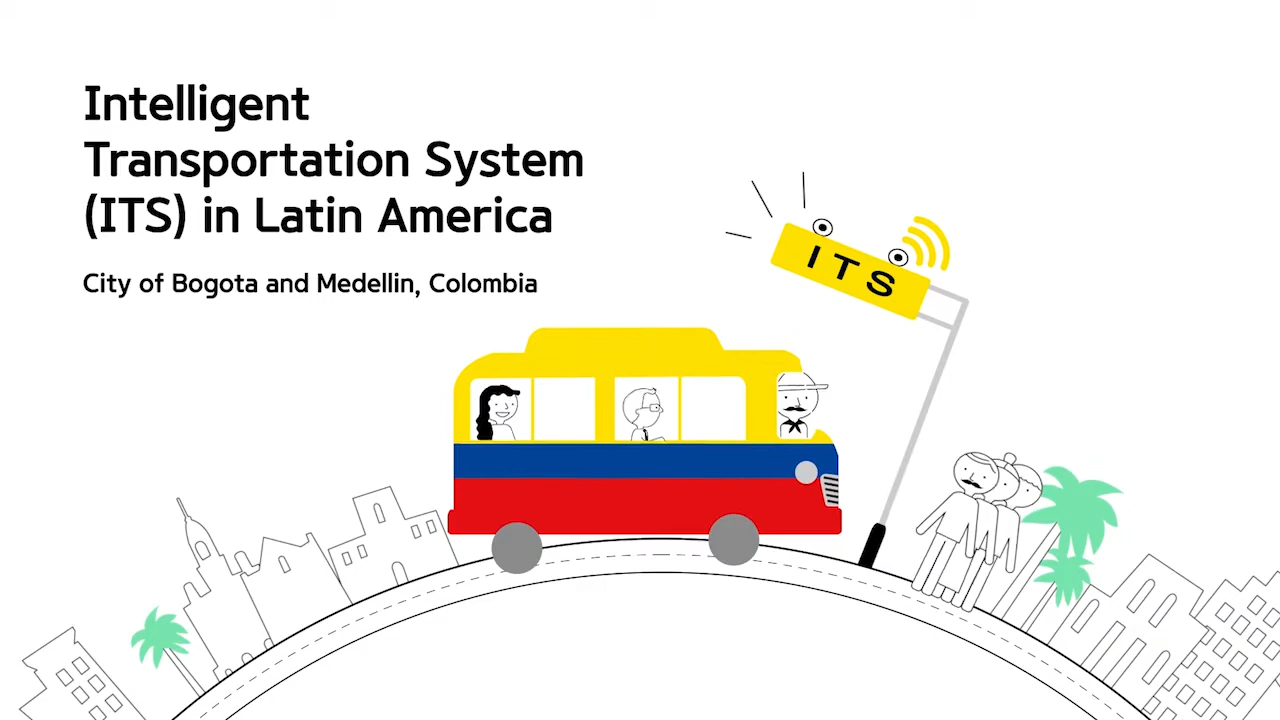 Intelligent
Transportation System
(ITS) in Latin America
City of Bogota and Medellin, Colombia
ITS